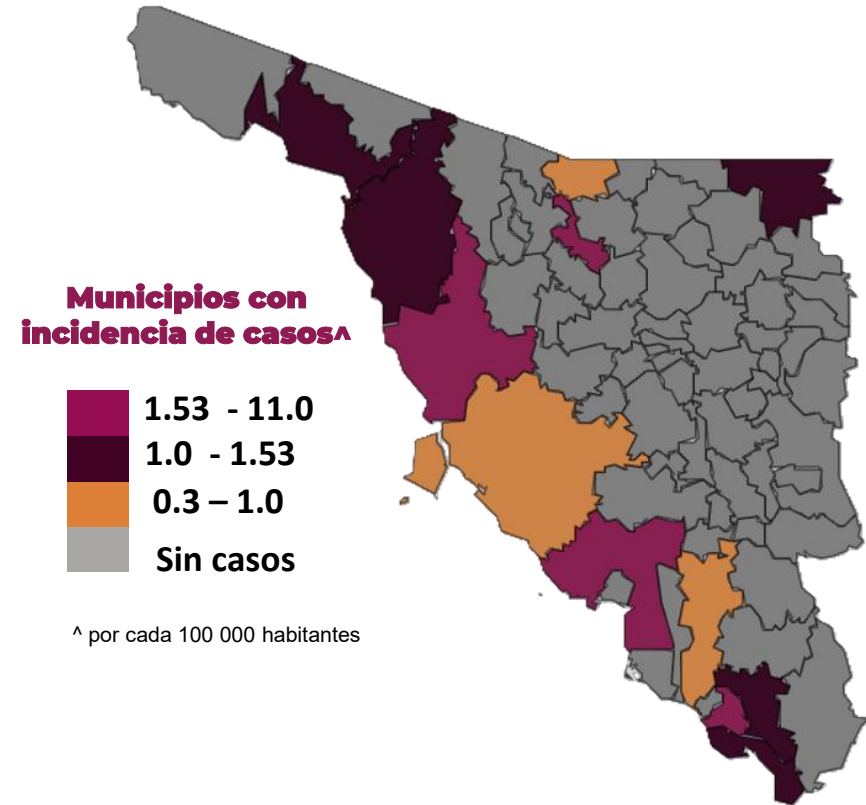 Municipios con
incidencia de casos^
1.53 - 11.0
1.0 - 1.53
0.3 – 1.0
Sin casos
^ por cada 100 000 habitantes